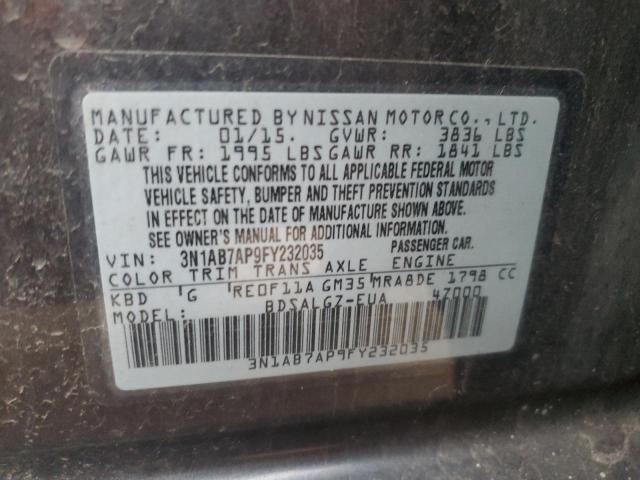 MANUFACTURED BY NISSAN MOTOR CO., LTD.
DATE: 01/15. GVWR: 3836 LBS
GAWR FR: 1995 LBS GAWR RR: 1841 LBS
THIS VEHICLE CONFORMS TO ALL APPLICABLE FEDERAL MOTOR
VEHICLE SAFETY, BUMPER AND THEFT PREVENTION STANDARDS
IN EFFECT ON THE DATE OF MANUFACTURE SHOWN ABOVE.
SEE OWNER'S MANUAL FOR ADDITIONAL INFORMATION.
VIN: 3N1AB7AP9FY232035 PASSENGER CAR.
COLOR TRIM TRANS AXLE ENGINE
KBD G RE0F11A GM35 MRA8DE 1798 CC
MODEL: BDSALGZ-EUA 4Z000
3N1AB7AP9FY232035